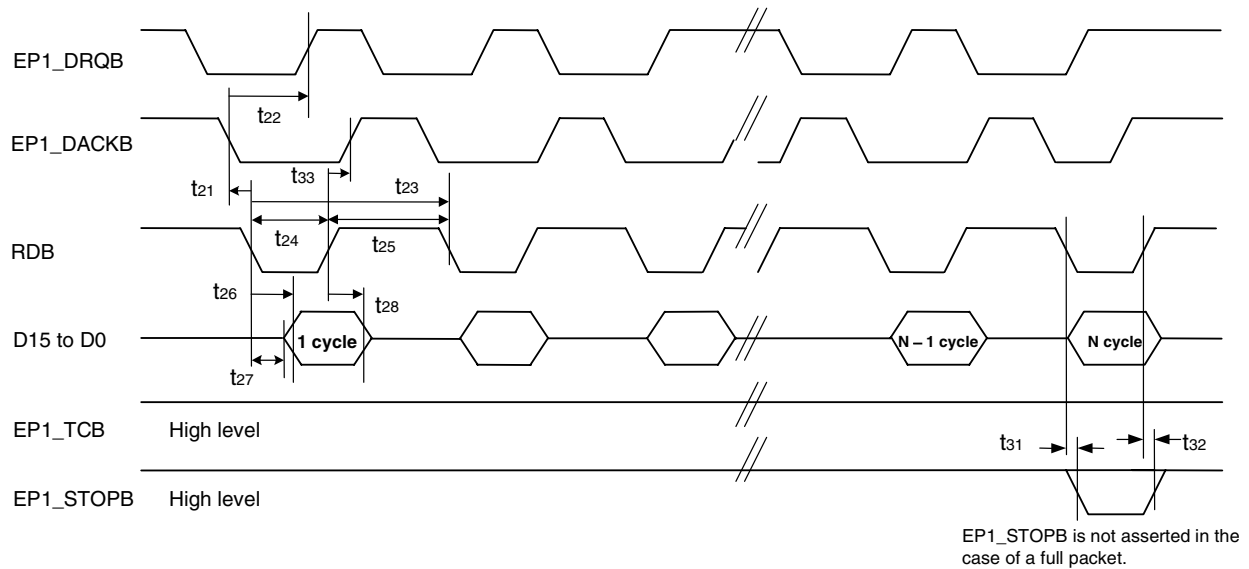 EP1_DRQB
t22
EP1_DACKB
t33
t21
t23
t24
t25
RDB
t26
t28
D15 to D0
1 cycle
N – 1 cycle
N cycle
t27
EP1_TCB
High level
t31
t32
EP1_STOPB
High level
EP1_STOPB is not asserted in the
case of a full packet.